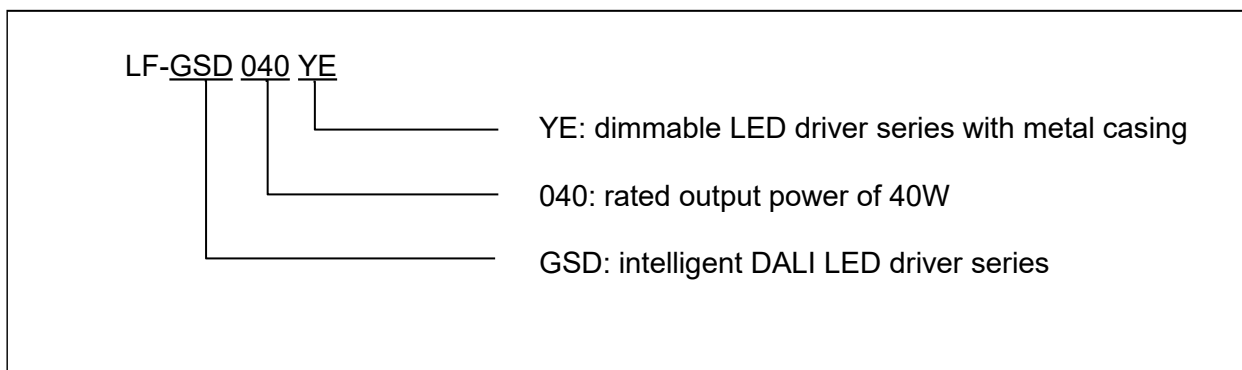 LF-GSD 040 YE
YE: dimmable LED driver series with metal casing
040: rated output power of 40W
GSD: intelligent DALI LED driver series